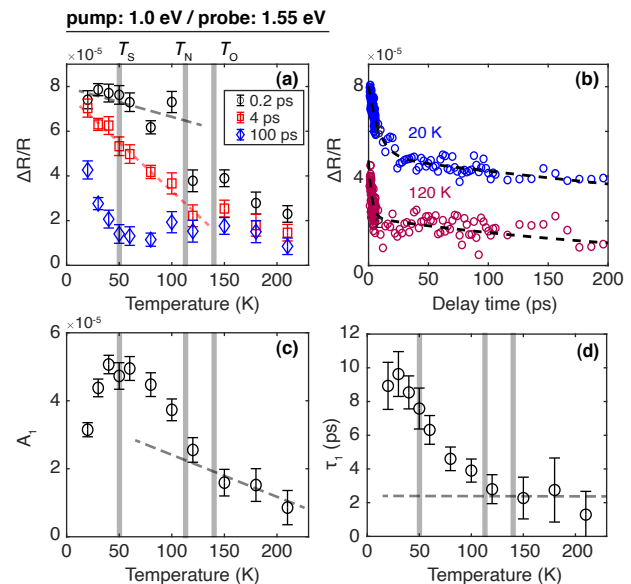 pump: 1.0 eV / probe: 1.55 eV
×10⁻⁵
T_S
T_N
T_O
×10⁻⁵
8
6
4
2
0
ΔR/R
(a)
0.2 ps
4 ps
100 ps
0 50 100 150 200
Temperature (K)
8
6
4
2
0
ΔR/R
(b)
20 K
120 K
0 50 100 150 200
Delay time (ps)
×10⁻⁵
6
4
2
0
A₁
(c)
0 50 100 150 200
Temperature (K)
12
10
8
6
4
2
0
τ₁ (ps)
(d)
0 50 100 150 200
Temperature (K)